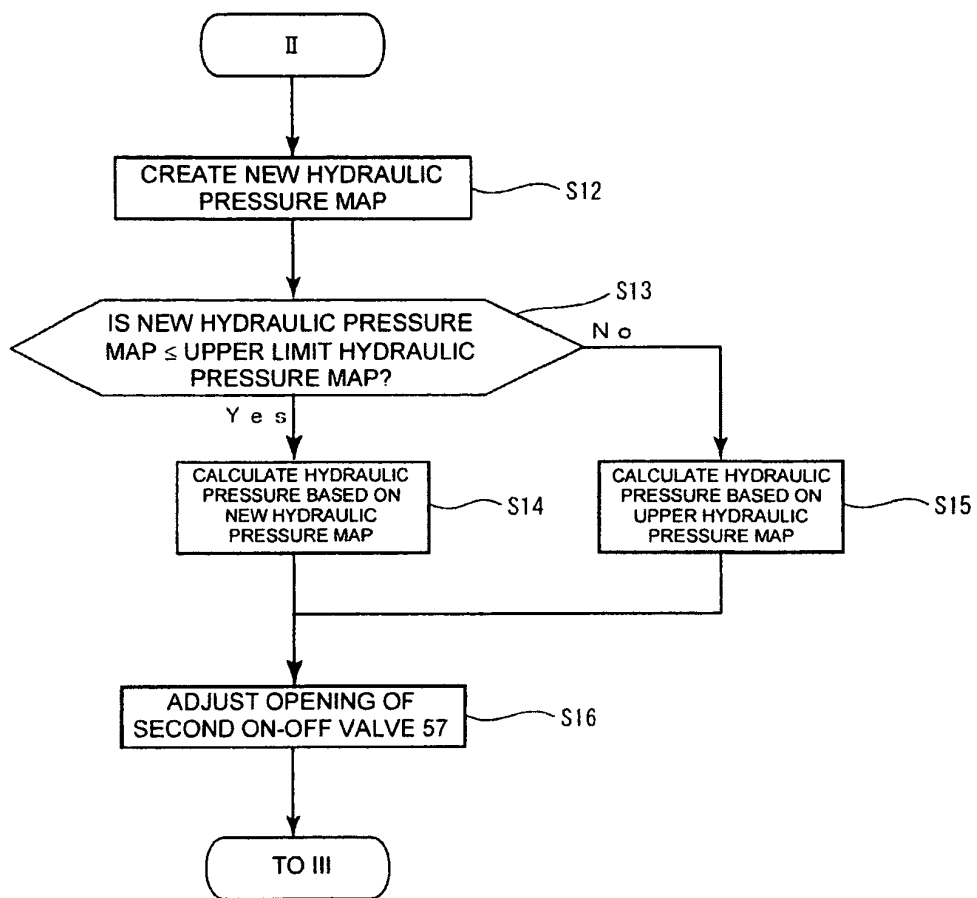 II
CREATE NEW HYDRAULIC
PRESSURE MAP
S12
S13
IS NEW HYDRAULIC PRESSURE
MAP ≤ UPPER LIMIT HYDRAULIC
PRESSURE MAP?
No
Yes
CALCULATE HYDRAULIC
PRESSURE BASED ON
NEW HYDRAULIC
PRESSURE MAP
S14
CALCULATE HYDRAULIC
PRESSURE BASED ON
UPPER HYDRAULIC
PRESSURE MAP
S15
ADJUST OPENING OF
SECOND ON-OFF VALVE 57
S16
TO III